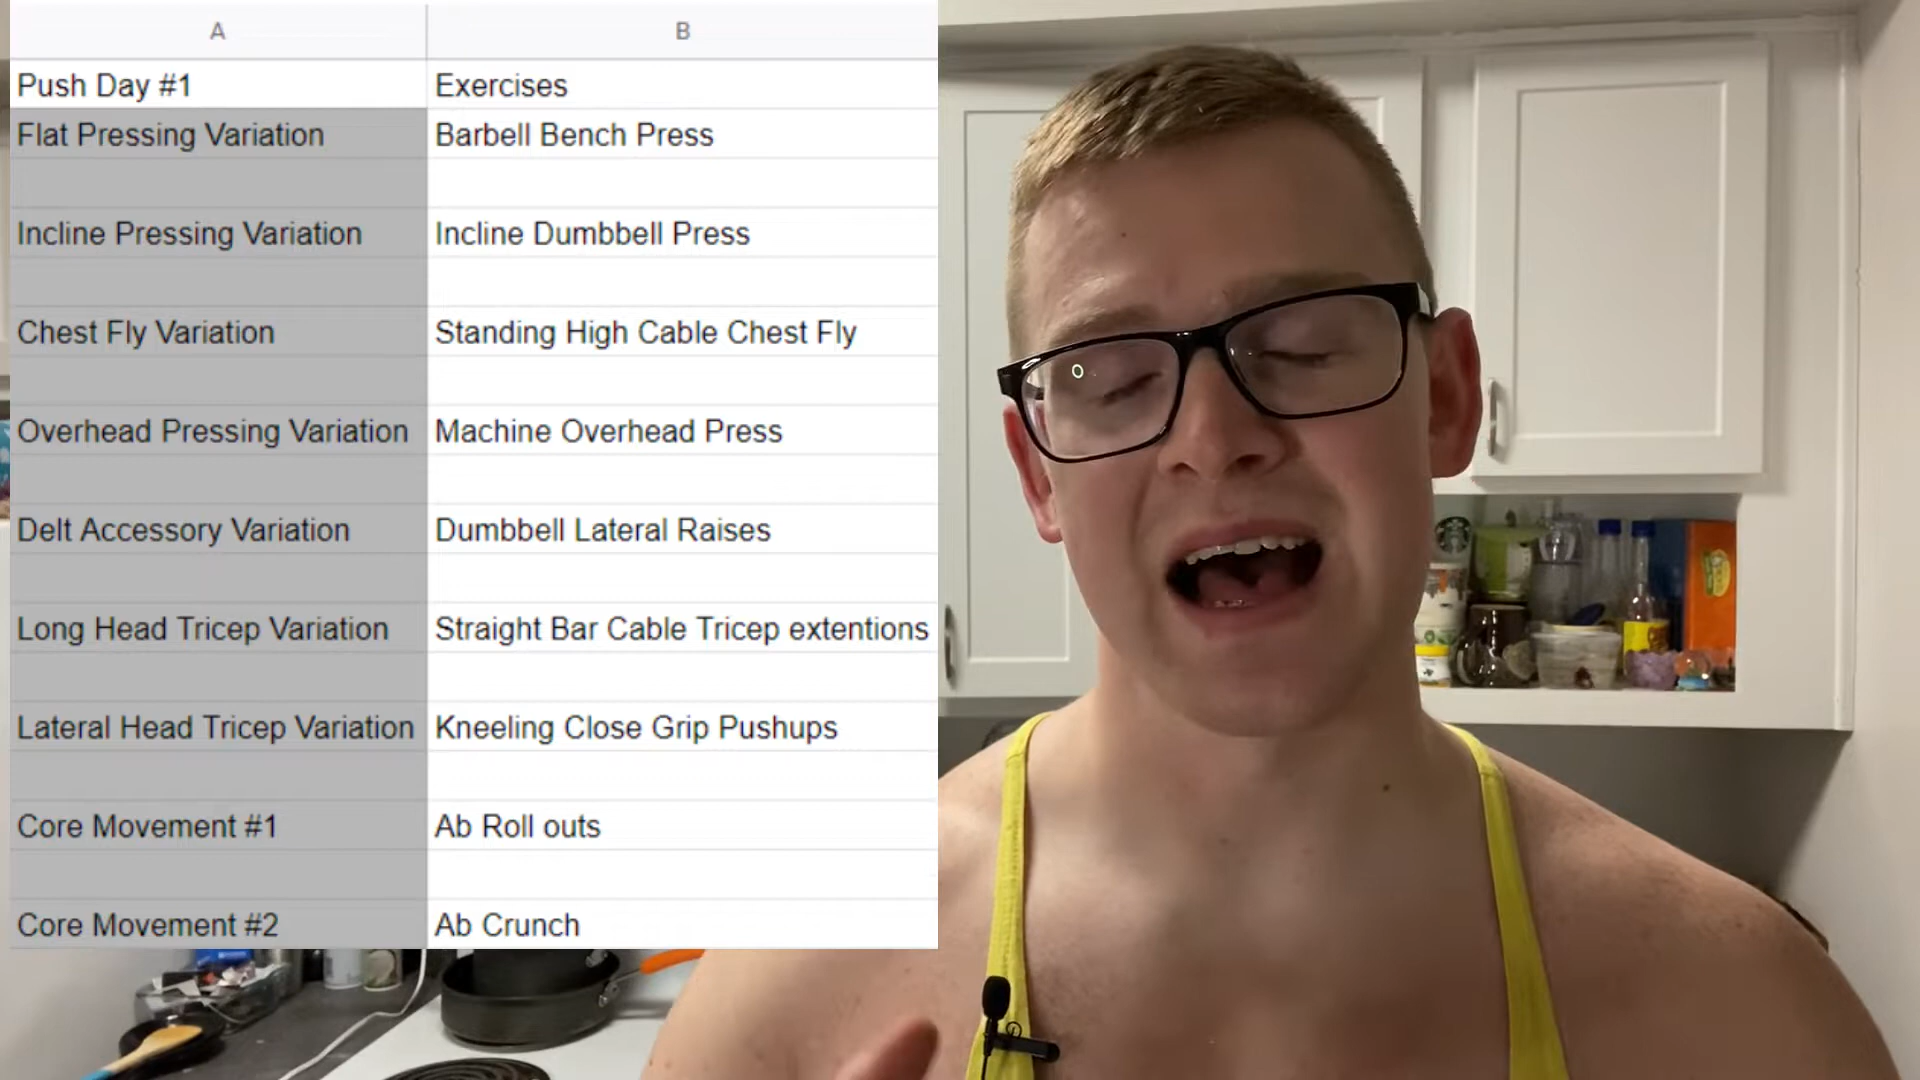 A B
Push Day #1 Exercises
Flat Pressing Variation Barbell Bench Press
Incline Pressing Variation Incline Dumbbell Press
Chest Fly Variation Standing High Cable Chest Fly
Overhead Pressing Variation Machine Overhead Press
Delt Accessory Variation Dumbbell Lateral Raises
Long Head Tricep Variation Straight Bar Cable Tricep extentions
Lateral Head Tricep Variation Kneeling Close Grip Pushups
Core Movement #1 Ab Roll outs
Core Movement #2 Ab Crunch